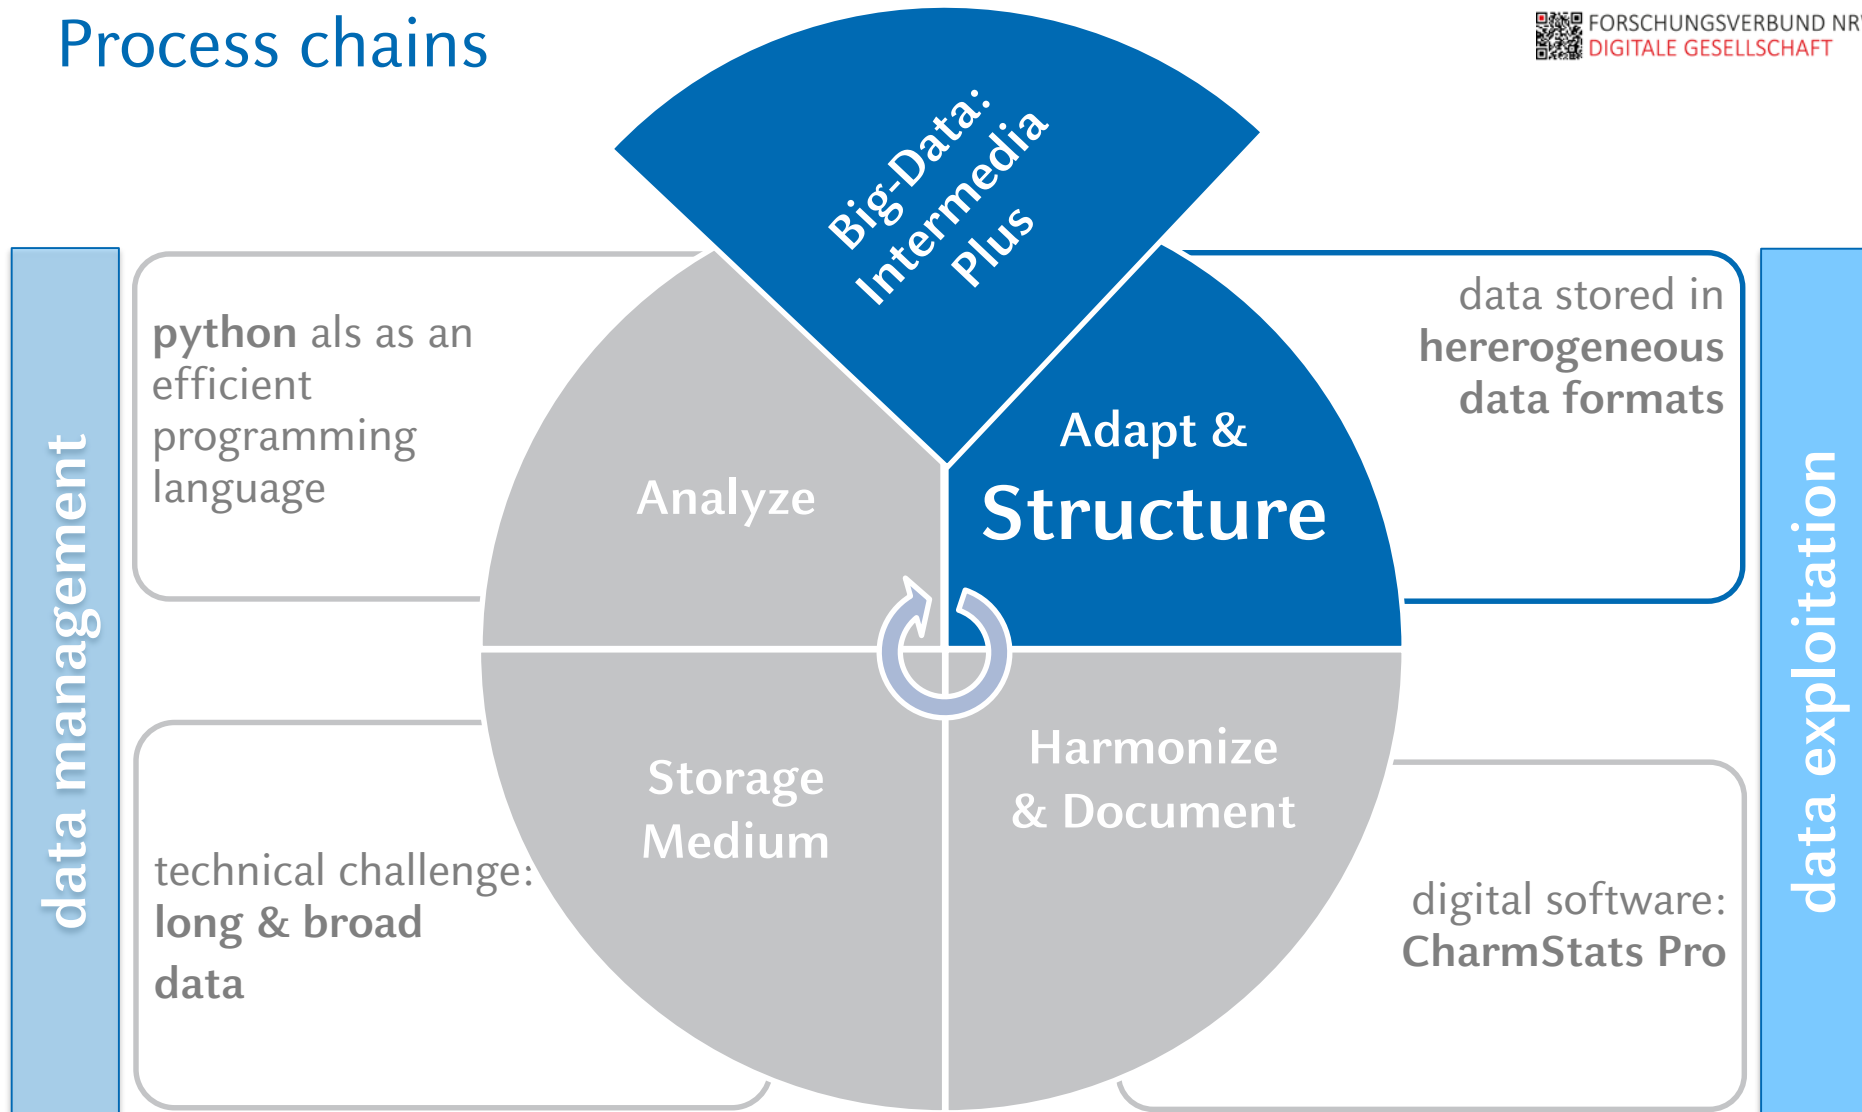 Process chains
FORSCHUNGSVERBUND NRW
DIGITALE GESELLSCHAFT
Big-Data:
Intermedia
Plus
data management
python als as an
efficient
programming
language
Analyze
Adapt &
Structure
data stored in
hererogeneous
data formats
data exploitation
technical challenge:
long & broad
data
Storage
Medium
Harmonize
& Document
digital software:
CharmStats Pro